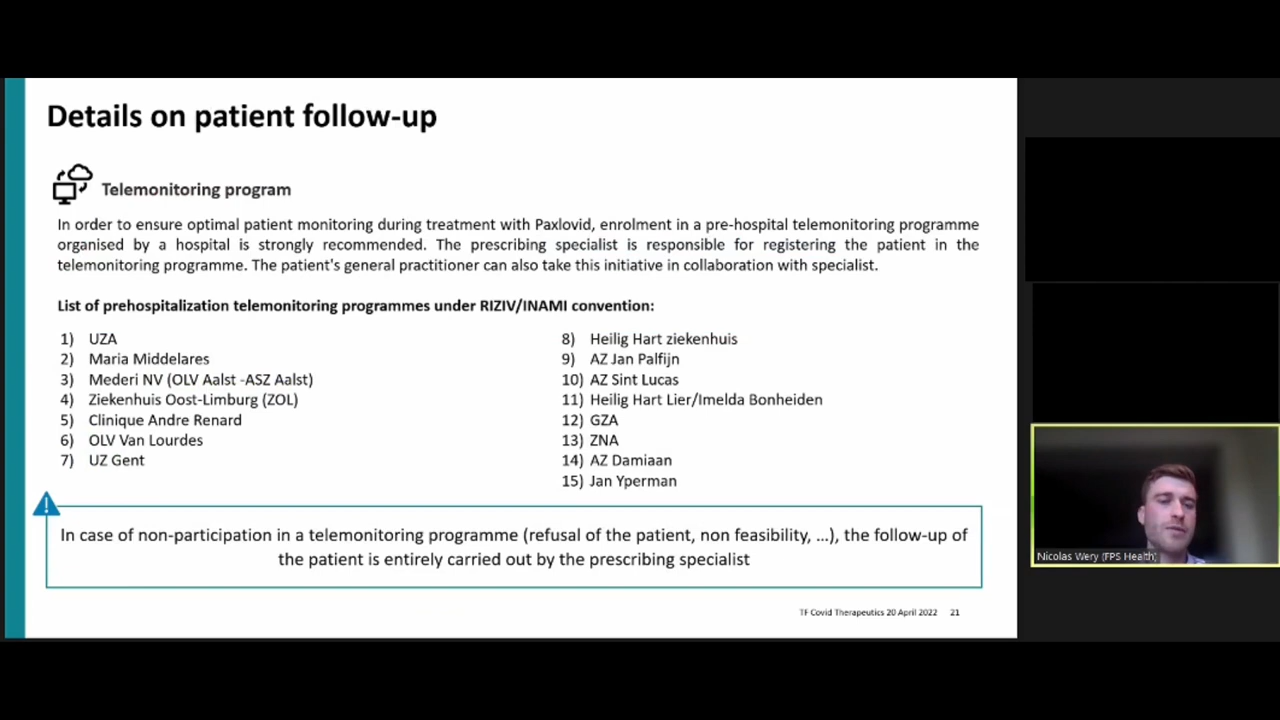 Details on patient follow-up
Telemonitoring program
In order to ensure optimal patient monitoring during treatment with Paxlovid, enrolment in a pre-hospital telemonitoring programme
organised by a hospital is strongly recommended. The prescribing specialist is responsible for registering the patient in the
telemonitoring programme. The patient's general practitioner can also take this initiative in collaboration with specialist.
List of prehospitalization telemonitoring programmes under RIZIV/INAMI convention:
1) UZA
2) Maria Middelares
3) Mederi NV (OLV Aalst -ASZ Aalst)
4) Ziekenhuis Oost-Limburg (ZOL)
5) Clinique Andre Renard
6) OLV Van Lourdes
7) UZ Gent
8) Heilig Hart ziekenhuis
9) AZ Jan Palfijn
10) AZ Sint Lucas
11) Heilig Hart Lier/Imelda Bonheiden
12) GZA
13) ZNA
14) AZ Damiaan
15) Jan Yperman
In case of non-participation in a telemonitoring programme (refusal of the patient, non feasibility, ...), the follow-up of
the patient is entirely carried out by the prescribing specialist
TF Covid Therapeutics 20 April 2022 21
Nicolas Wery (FPS Health)